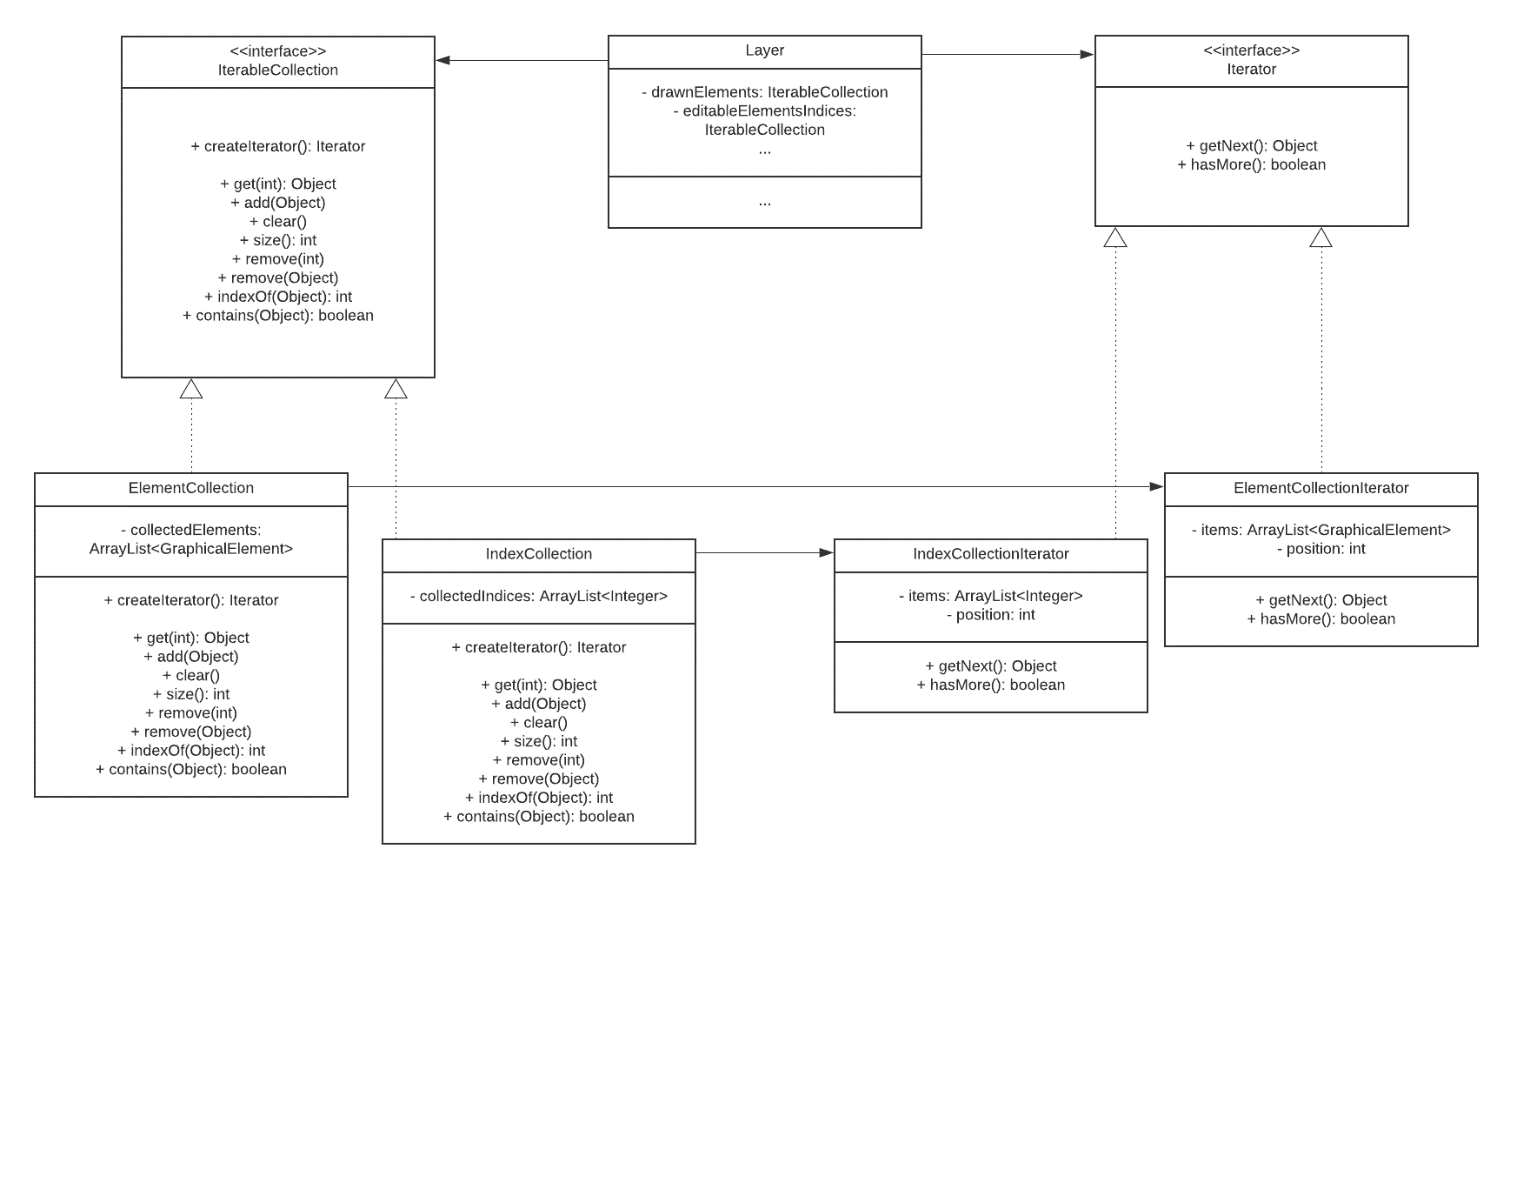 <<interface>>
IterableCollection
+ createIterator(): Iterator
+ get(int): Object
+ add(Object)
+ clear()
+ size(): int
+ remove(int)
+ remove(Object)
+ indexOf(Object): int
+ contains(Object): boolean
Layer
- drawnElements: IterableCollection
- editableElementsIndices:
IterableCollection
...
...
<<interface>>
Iterator
+ getNext(): Object
+ hasMore(): boolean
ElementCollection
- collectedElements:
ArrayList<GraphicalElement>
+ createIterator(): Iterator
+ get(int): Object
+ add(Object)
+ clear()
+ size(): int
+ remove(int)
+ remove(Object)
+ indexOf(Object): int
+ contains(Object): boolean
IndexCollection
- collectedIndices: ArrayList<Integer>
+ createIterator(): Iterator
+ get(int): Object
+ add(Object)
+ clear()
+ size(): int
+ remove(int)
+ remove(Object)
+ indexOf(Object): int
+ contains(Object): boolean
IndexCollectionIterator
- items: ArrayList<Integer>
- position: int
+ getNext(): Object
+ hasMore(): boolean
ElementCollectionIterator
- items: ArrayList<GraphicalElement>
- position: int
+ getNext(): Object
+ hasMore(): boolean